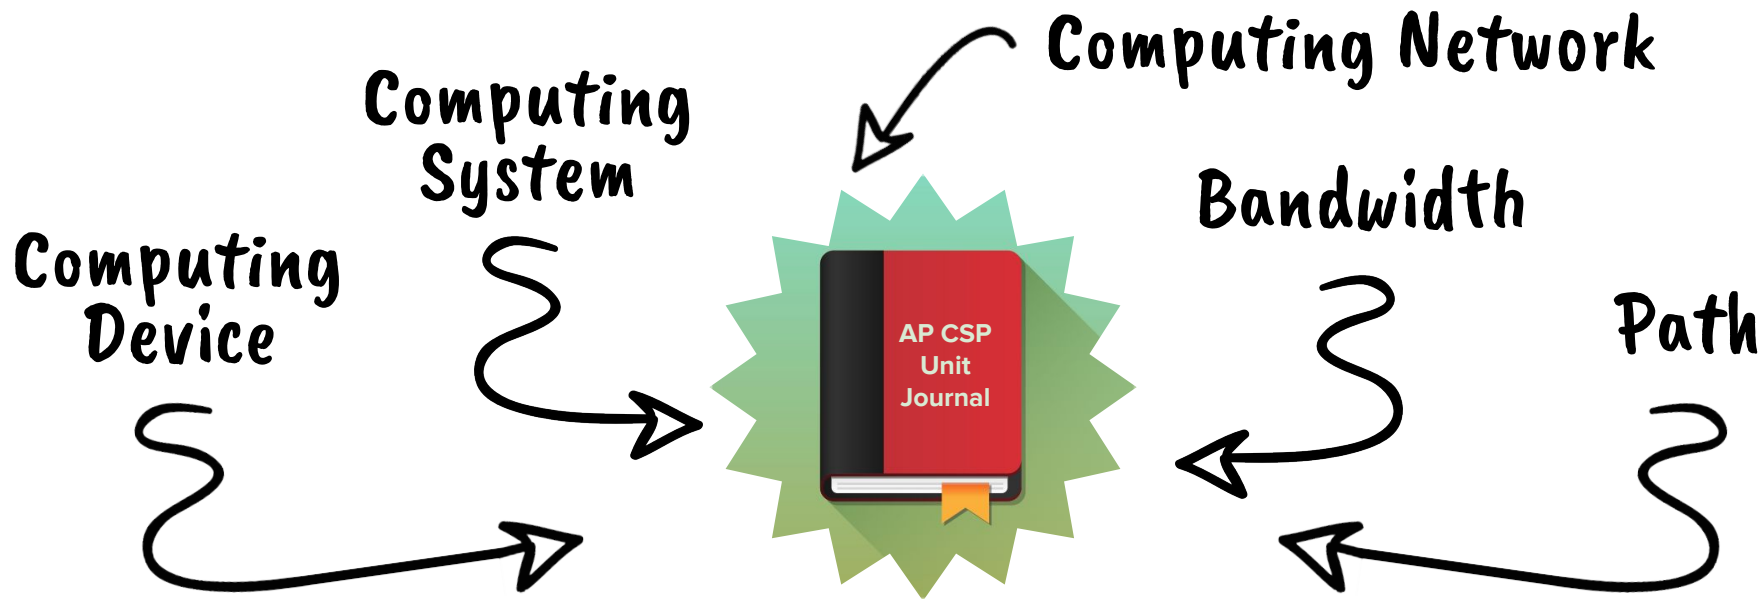 Computing Network
Computing
System
Bandwidth
Computing
Device
Path
AP CSP
Unit
Journal